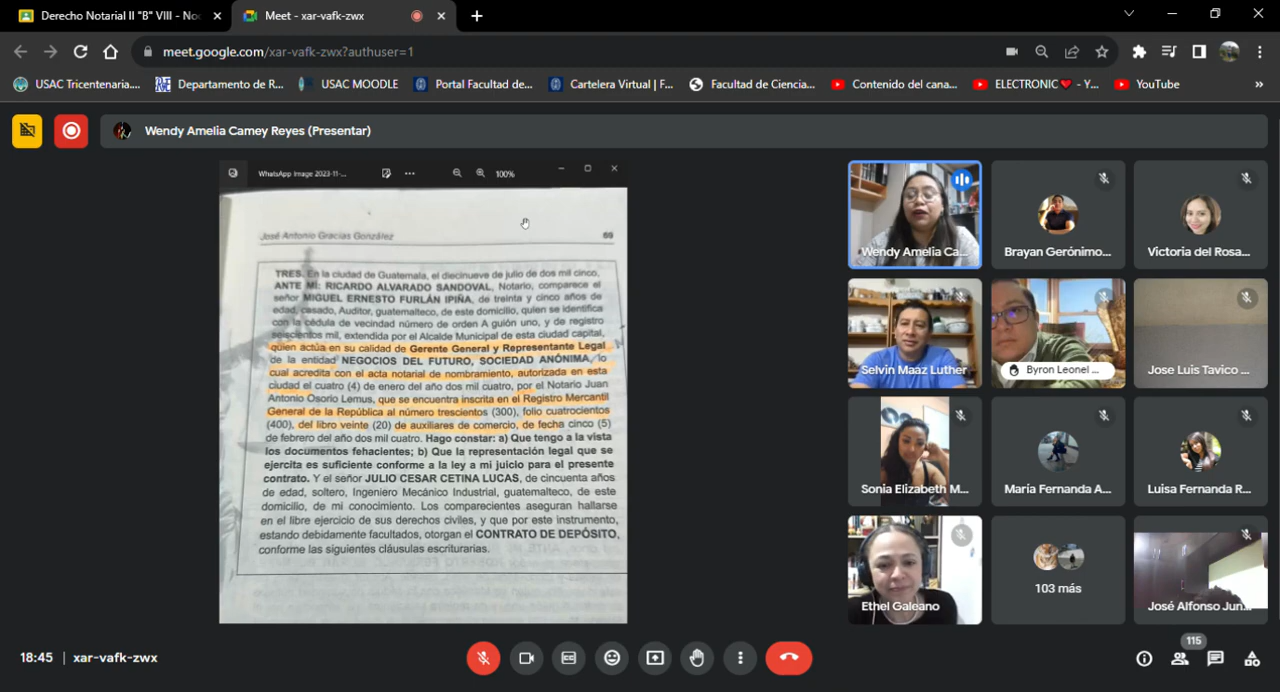 Derecho Notarial II "B" VIII - No
Meet - xar-vafk-zwx
meet.google.com/xar-vafk-zwx?authuser=1
USAC Tricentenaria....
Departamento de R...
USAC MOODLE
Portal Facultad de...
Cartelera Virtual | F...
Facultad de Ciencia...
Contenido del cana...
ELECTRONIC❤ - Y...
YouTube
»
Wendy Amelia Camey Reyes (Presentar)
WhatsApp Image 2023-11-...
100%
José Antonio Gracias González
69
TRES. En la ciudad de Guatemala, el diecinueve de julio de dos mil cinco,
ANTE MÍ: RICARDO ALVARADO SANDOVAL, Notario, comparece el
señor MIGUEL ERNESTO FURLÁN IPIÑA, de treinta y cinco años de
edad, casado, Auditor, guatemalteco, de este domicilio, quien se identifica
con la cédula de vecindad número de orden A guión uno, y de registro
seiscientos mil, extendida por el Alcalde Municipal de esta ciudad capital,
quien actúa en su calidad de Gerente General y Representante Legal
de la entidad NEGOCIOS DEL FUTURO, SOCIEDAD ANÓNIMA, lo
cual acredita con el acta notarial de nombramiento, autorizada en esta
ciudad el cuatro (4) de enero del año dos mil cuatro, por el Notario Juan
Antonio Osorio Lemus, que se encuentra inscrita en el Registro Mercantil
General de la República al número trescientos (300), folio cuatrocientos
(400), del libro veinte (20) de auxiliares de comercio, de fecha cinco (5)
de febrero del año dos mil cuatro. Hago constar: a) Que tengo a la vista
los documentos fehacientes; b) Que la representación legal que se
ejercita es suficiente conforme a la ley a mi juicio para el presente
contrato. Y el señor JULIO CESAR CETINA LUCAS, de cincuenta años
de edad, soltero, Ingeniero Mecánico Industrial, guatemalteco, de este
domicilio, de mi conocimiento. Los comparecientes aseguran hallarse
en el libre ejercicio de sus derechos civiles, y que por este instrumento,
estando debidamente facultados, otorgan el CONTRATO DE DEPÓSITO,
conforme las siguientes cláusulas escriturarias.
Wendy Amelia Ca...
Brayan Gerónimo...
Victoria del Rosa...
Selvin Maaz Luther
Byron Leonel ...
Jose Luis Tavico ...
Sonia Elizabeth M...
María Fernanda A...
Luisa Fernanda R...
Ethel Galeano
103 más
José Alfonso Jun...
18:45 | xar-vafk-zwx
115